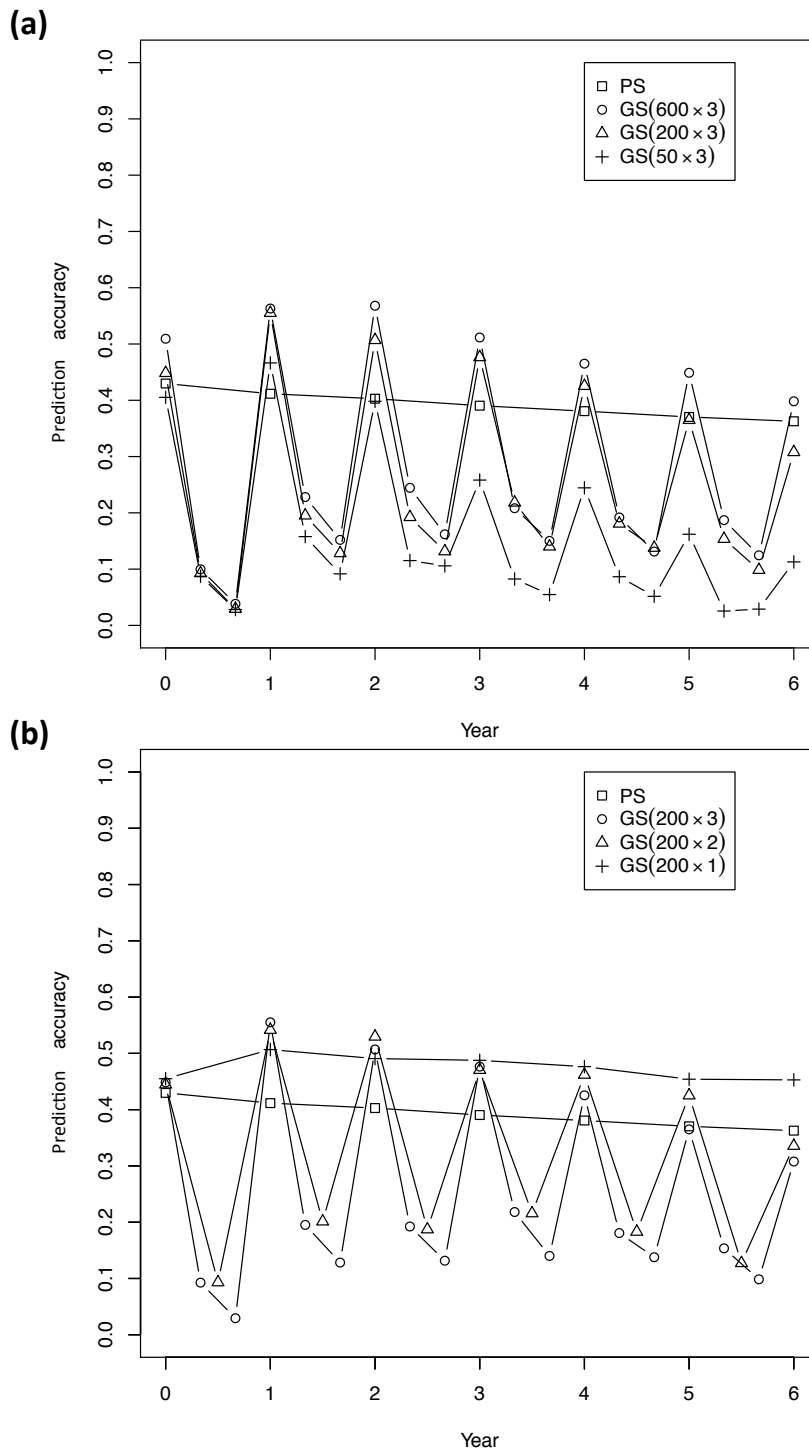 (a)
1.0
0.9
0.8
0.7
0.6
0.5
0.4
0.3
0.2
0.1
0.0
Prediction accuracy
PS
GS(600×3)
GS(200×3)
GS(50×3)
0 1 2 3 4 5 6
Year
(b)
1.0
0.9
0.8
0.7
0.6
0.5
0.4
0.3
0.2
0.1
0.0
Prediction accuracy
PS
GS(200×3)
GS(200×2)
GS(200×1)
0 1 2 3 4 5 6
Year